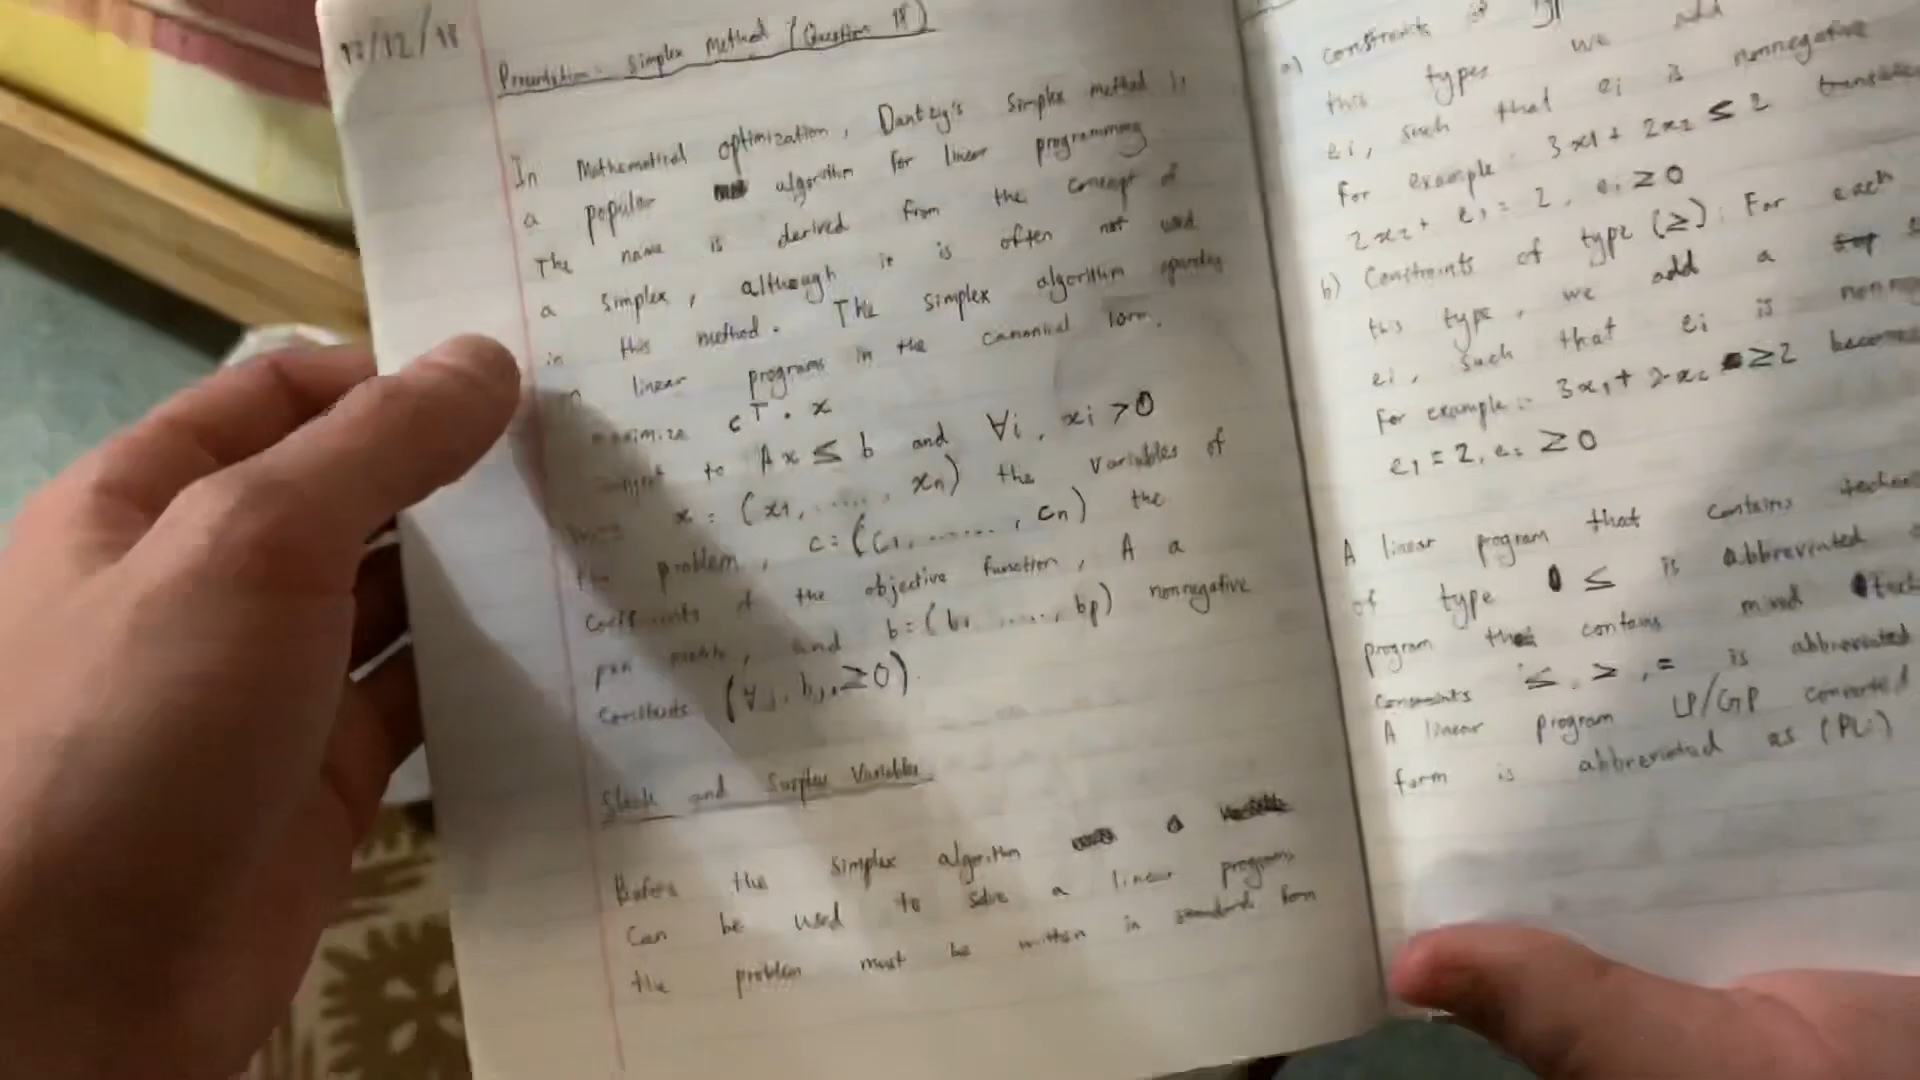 Presentation: Simplex Method (Question 18)
In Mathematical optimization, Dantzig's Simplex method is
a popular algorithm for linear programming
The name is derived from the concept of
a simplex, although it is often not used
in this method. The simplex algorithm operates
n linear programs in the canonical form.
maximize cT . x
to Ax ≤ b and ∀i, xi >0
x = (x1, ....., xn) the variables of
the problem, c = (c1, ......., cn) the
coefficients of the objective function, A a
and b = (b1, ....., bp) nonnegative
constants (∀j, bj, ≥0).
Slack and Surplus Variables
Before the simplex algorithm a
Can be used to solve a linear programs
the problem must be written in standard form
a) constraints of
this type we add
ei, such that ei is nonnegative
For example: 3x1 + 2x2 ≤ 2
2x2 + e1 = 2, e1 ≥0
b) Constraints of type (≥): For each
this type, we add a
ei, such that ei is
For example: 3x1 + 2x2 ≥2 becomes
e1 = 2, e1 ≥0
A linear program that contains
of type ≤ is abbreviated
program that contains mixed
constraints ≤, ≥, = is abbreviated
A linear program LP/GP converted
form is abbreviated as (PLi)